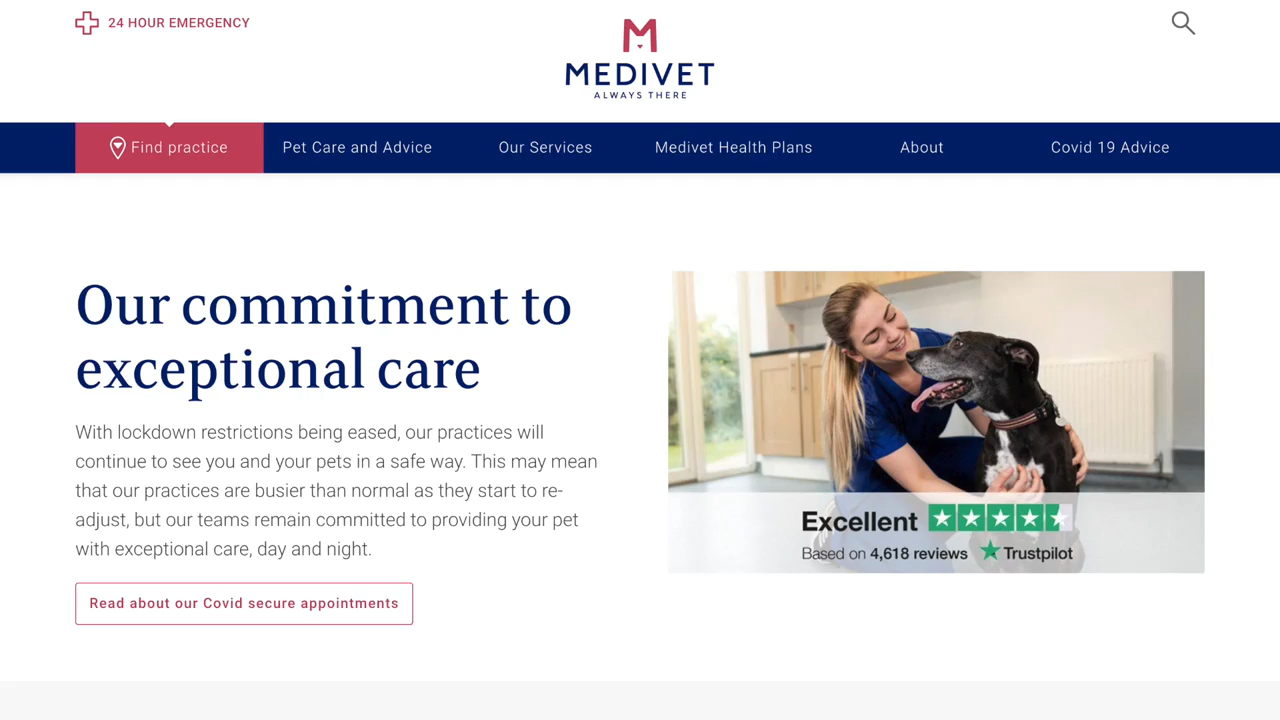 24 HOUR EMERGENCY
M
MEDIVET
ALWAYS THERE
Find practice
Pet Care and Advice
Our Services
Medivet Health Plans
About
Covid 19 Advice
Our commitment to
exceptional care
With lockdown restrictions being eased, our practices will
continue to see you and your pets in a safe way. This may mean
that our practices are busier than normal as they start to re-
adjust, but our teams remain committed to providing your pet
with exceptional care, day and night.
Read about our Covid secure appointments
Excellent
Based on 4,618 reviews Trustpilot